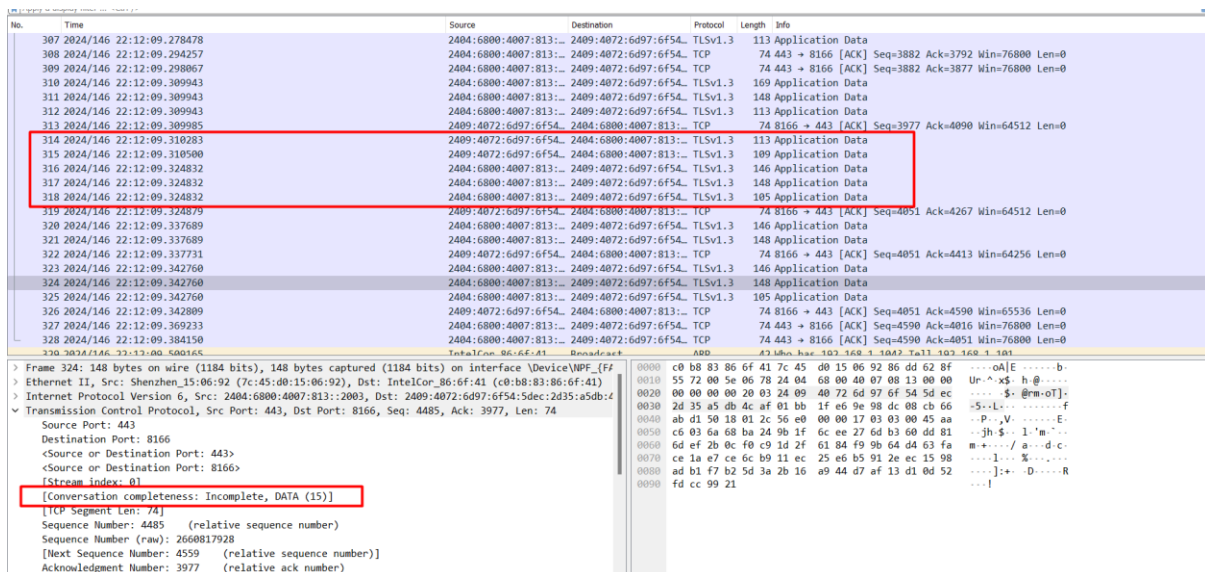 No. Time Source Destination Protocol Length Info
307 2024/146 22:12:09.278478 2404:6800:4007:813:… 2409:4072:6d97:6f54… TLSv1.3 113 Application Data
308 2024/146 22:12:09.294257 2404:6800:4007:813:… 2409:4072:6d97:6f54… TCP 74 443 → 8166 [ACK] Seq=3882 Ack=3792 Win=76800 Len=0
309 2024/146 22:12:09.298067 2404:6800:4007:813:… 2409:4072:6d97:6f54… TCP 74 443 → 8166 [ACK] Seq=3882 Ack=3877 Win=76800 Len=0
310 2024/146 22:12:09.309943 2404:6800:4007:813:… 2409:4072:6d97:6f54… TLSv1.3 169 Application Data
311 2024/146 22:12:09.309943 2404:6800:4007:813:… 2409:4072:6d97:6f54… TLSv1.3 148 Application Data
312 2024/146 22:12:09.309943 2404:6800:4007:813:… 2409:4072:6d97:6f54… TLSv1.3 113 Application Data
313 2024/146 22:12:09.309985 2409:4072:6d97:6f54… 2404:6800:4007:813:… TCP 74 8166 → 443 [ACK] Seq=3977 Ack=4090 Win=64512 Len=0
314 2024/146 22:12:09.310283 2409:4072:6d97:6f54… 2404:6800:4007:813:… TLSv1.3 113 Application Data
315 2024/146 22:12:09.310500 2409:4072:6d97:6f54… 2404:6800:4007:813:… TLSv1.3 109 Application Data
316 2024/146 22:12:09.324832 2404:6800:4007:813:… 2409:4072:6d97:6f54… TLSv1.3 146 Application Data
317 2024/146 22:12:09.324832 2404:6800:4007:813:… 2409:4072:6d97:6f54… TLSv1.3 148 Application Data
318 2024/146 22:12:09.324832 2404:6800:4007:813:… 2409:4072:6d97:6f54… TLSv1.3 105 Application Data
319 2024/146 22:12:09.324879 2409:4072:6d97:6f54… 2404:6800:4007:813:… TCP 74 8166 → 443 [ACK] Seq=4051 Ack=4267 Win=64512 Len=0
320 2024/146 22:12:09.337689 2404:6800:4007:813:… 2409:4072:6d97:6f54… TLSv1.3 146 Application Data
321 2024/146 22:12:09.337689 2404:6800:4007:813:… 2409:4072:6d97:6f54… TLSv1.3 148 Application Data
322 2024/146 22:12:09.337731 2409:4072:6d97:6f54… 2404:6800:4007:813:… TCP 74 8166 → 443 [ACK] Seq=4051 Ack=4413 Win=64256 Len=0
323 2024/146 22:12:09.342760 2404:6800:4007:813:… 2409:4072:6d97:6f54… TLSv1.3 146 Application Data
324 2024/146 22:12:09.342760 2404:6800:4007:813:… 2409:4072:6d97:6f54… TLSv1.3 148 Application Data
325 2024/146 22:12:09.342760 2404:6800:4007:813:… 2409:4072:6d97:6f54… TLSv1.3 105 Application Data
326 2024/146 22:12:09.342809 2409:4072:6d97:6f54… 2404:6800:4007:813:… TCP 74 8166 → 443 [ACK] Seq=4051 Ack=4590 Win=65536 Len=0
327 2024/146 22:12:09.369233 2404:6800:4007:813:… 2409:4072:6d97:6f54… TCP 74 443 → 8166 [ACK] Seq=4590 Ack=4016 Win=76800 Len=0
328 2024/146 22:12:09.384150 2404:6800:4007:813:… 2409:4072:6d97:6f54… TCP 74 443 → 8166 [ACK] Seq=4590 Ack=4051 Win=76800 Len=0
329 2024/146 22:12:09.509165 IntelCor_86:6f:41 Broadcast ARP 42 Who has 192.168.1.104? Tell 192.168.1.101
> Frame 324: 148 bytes on wire (1184 bits), 148 bytes captured (1184 bits) on interface \Device\NPF_{FA
> Ethernet II, Src: Shenzhen_15:06:92 (7c:45:d0:15:06:92), Dst: IntelCor_86:6f:41 (c0:b8:83:86:6f:41)
> Internet Protocol Version 6, Src: 2404:6800:4007:813::2003, Dst: 2409:4072:6d97:6f54:5dec:2d35:a5db:4
Transmission Control Protocol, Src Port: 443, Dst Port: 8166, Seq: 4485, Ack: 3977, Len: 74
Source Port: 443
Destination Port: 8166
<Source or Destination Port: 443>
<Source or Destination Port: 8166>
[Stream index: 0]
[Conversation completeness: Incomplete, DATA (15)]
[TCP Segment Len: 74]
Sequence Number: 4485 (relative sequence number)
Sequence Number (raw): 2660817928
[Next Sequence Number: 4559 (relative sequence number)]
Acknowledgment Number: 3977 (relative ack number)
0000 c0 b8 83 86 6f 41 7c 45 d0 15 06 92 86 dd 62 8f ····oA|E ······b·
0010 55 72 00 5e 06 78 24 04 68 00 40 07 08 13 00 00 Ur·^·x$· h·@·····
0020 00 00 00 00 20 03 24 09 40 72 6d 97 6f 54 5d ec ···· ·$· @rm·oT]·
0030 2d 35 a5 db 4c af 01 bb 1f e6 9e 98 dc 08 cb 66 -5··L··· ·······f
0040 ab d1 50 18 01 2c 56 e0 00 00 17 03 03 00 45 aa ··P··,V· ······E·
0050 c6 03 6a 68 ba 24 9b 1f 6c ee 27 6d b3 60 dd 81 ··jh·$·· l·'m·`··
0060 6d ef 2b 0c f0 c9 1d 2f 61 84 f9 9b 64 d4 63 fa m·+····/ a···d·c·
0070 ce 1a e7 ce 6c b9 11 ec 25 e6 b5 91 2e ec 15 98 ····l··· %···.···
0080 ad b1 f7 b2 5d 3a 2b 16 a9 44 d7 af 13 d1 0d 52 ····]:+· ·D·····R
0090 fd cc 99 21 ···!